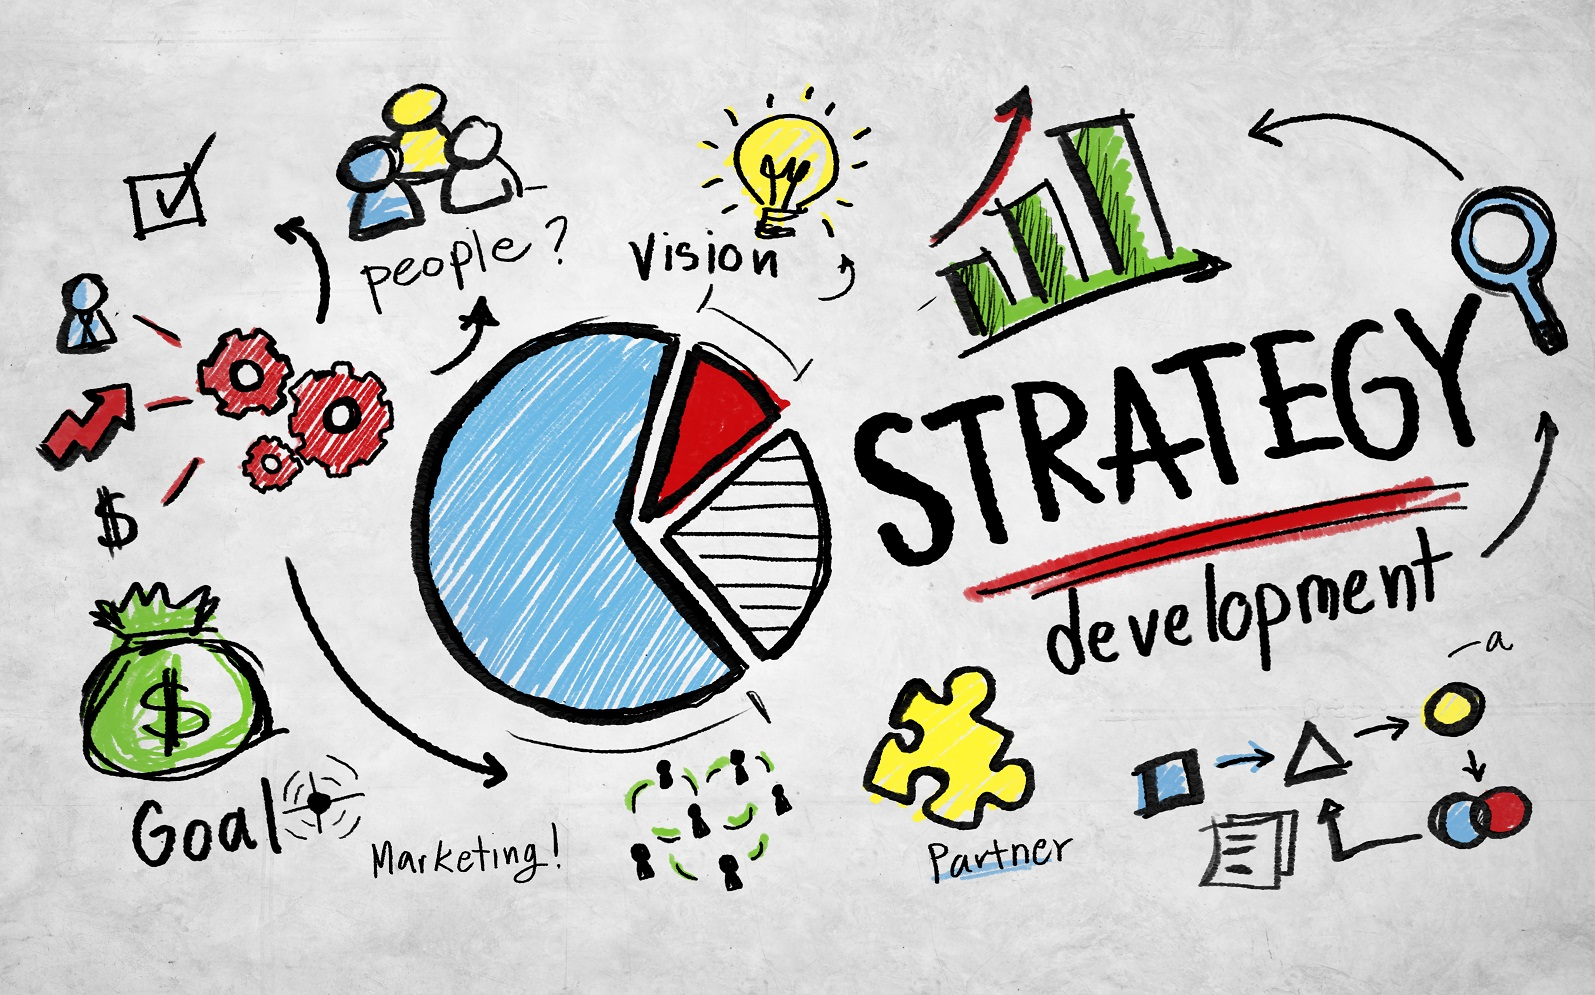 people?
Vision
STRATEGY
development
$
$
a
Goal
Marketing!
Partner